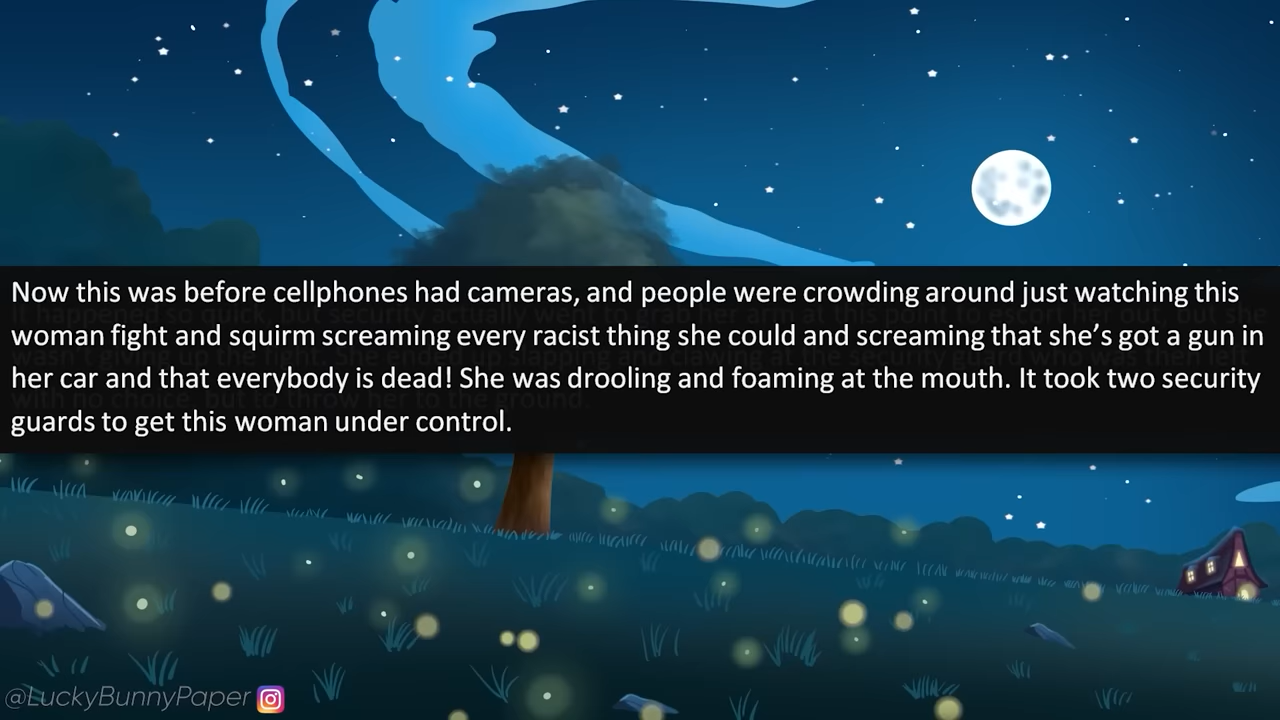 Now this was before cellphones had cameras, and people were crowding around just watching this
woman fight and squirm screaming every racist thing she could and screaming that she’s got a gun in
her car and that everybody is dead! She was drooling and foaming at the mouth. It took two security
guards to get this woman under control.
@LuckyBunnyPaper